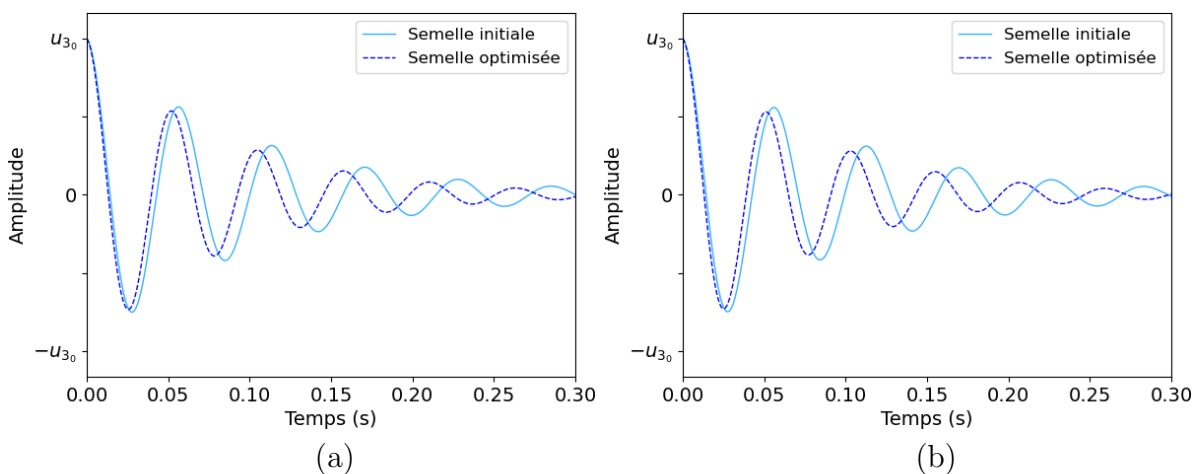 u₃₀
0
−u₃₀
Amplitude
Semelle initiale
Semelle optimisée
0.00 0.05 0.10 0.15 0.20 0.25 0.30
Temps (s)
(a)
u₃₀
0
−u₃₀
Amplitude
Semelle initiale
Semelle optimisée
0.00 0.05 0.10 0.15 0.20 0.25 0.30
Temps (s)
(b)